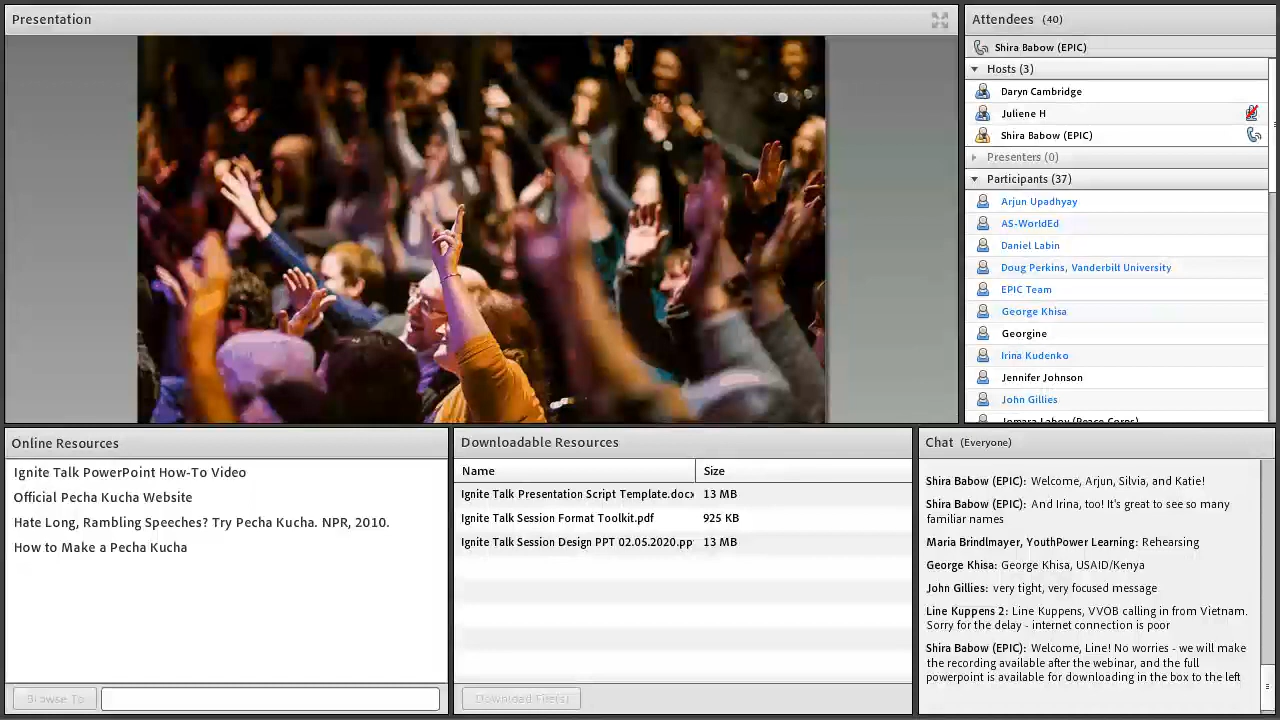 Presentation
Attendees (40)
Shira Babow (EPIC)
Hosts (3)
Daryn Cambridge
Juliene H
Shira Babow (EPIC)
Presenters (0)
Participants (37)
Arjun Upadhyay
AS-WorldEd
Daniel Labin
Doug Perkins, Vanderbilt University
EPIC Team
George Khisa
Georgine
Irina Kudenko
Jennifer Johnson
John Gillies
Online Resources
Ignite Talk PowerPoint How-To Video
Official Pecha Kucha Website
Hate Long, Rambling Speeches? Try Pecha Kucha. NPR, 2010.
How to Make a Pecha Kucha
Browse To
Downloadable Resources
Name Size
Ignite Talk Presentation Script Template.docx 13 MB
Ignite Talk Session Format Toolkit.pdf 925 KB
Ignite Talk Session Design PPT 02.05.2020.pp 13 MB
Download File(s)
Chat (Everyone)
Shira Babow (EPIC): Welcome, Arjun, Silvia, and Katie!
Shira Babow (EPIC): And Irina, too! It's great to see so many
familiar names
Maria Brindlmayer, YouthPower Learning: Rehearsing
George Khisa: George Khisa, USAID/Kenya
John Gillies: very tight, very focused message
Line Kuppens 2: Line Kuppens, VVOB calling in from Vietnam.
Sorry for the delay - internet connection is poor
Shira Babow (EPIC): Welcome, Line! No worries - we will make
the recording available after the webinar, and the full
powerpoint is available for downloading in the box to the left